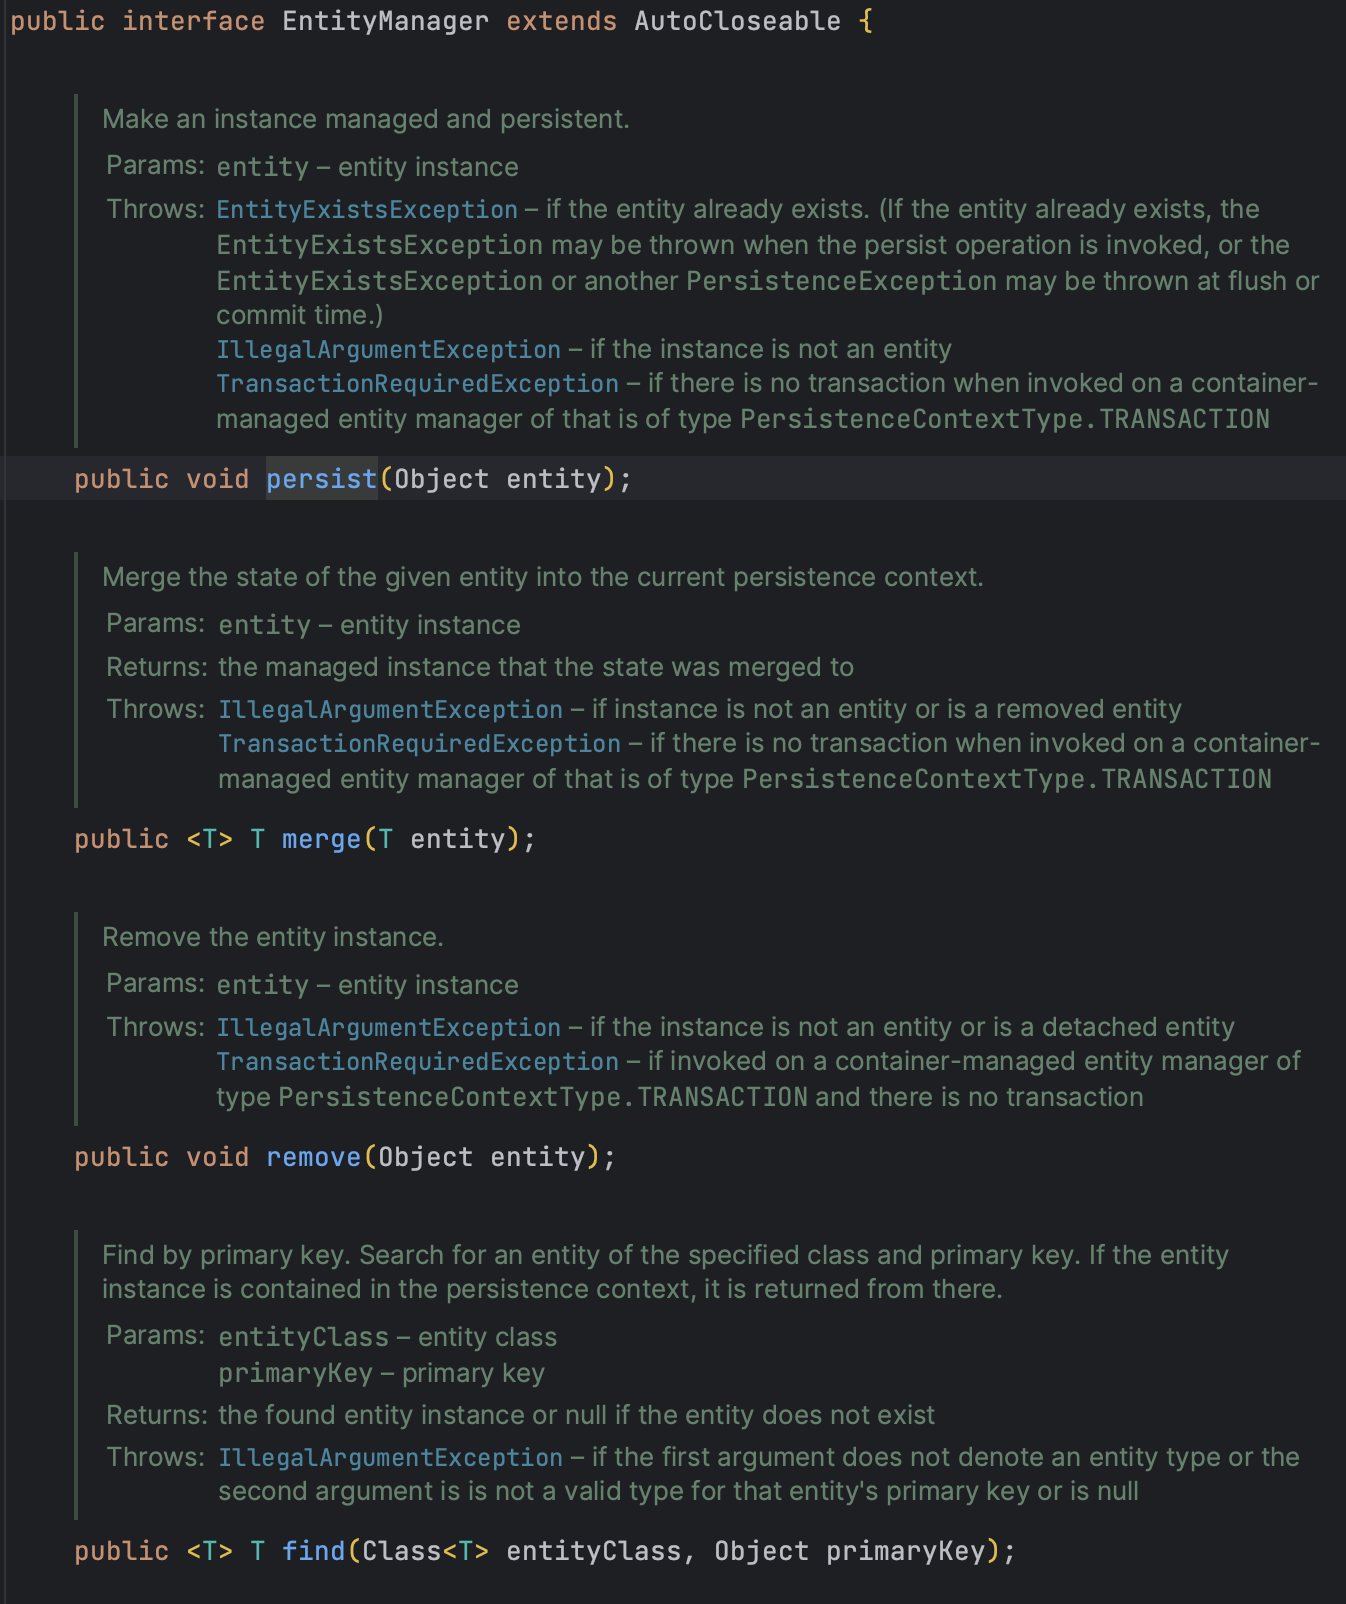 public interface EntityManager extends AutoCloseable {
Make an instance managed and persistent.
Params: entity – entity instance
Throws: EntityExistsException – if the entity already exists. (If the entity already exists, the
EntityExistsException may be thrown when the persist operation is invoked, or the
EntityExistsException or another PersistenceException may be thrown at flush or
commit time.)
IllegalArgumentException – if the instance is not an entity
TransactionRequiredException – if there is no transaction when invoked on a container-
managed entity manager of that is of type PersistenceContextType.TRANSACTION
public void persist(Object entity);
Merge the state of the given entity into the current persistence context.
Params: entity – entity instance
Returns: the managed instance that the state was merged to
Throws: IllegalArgumentException – if instance is not an entity or is a removed entity
TransactionRequiredException – if there is no transaction when invoked on a container-
managed entity manager of that is of type PersistenceContextType.TRANSACTION
public <T> T merge(T entity);
Remove the entity instance.
Params: entity – entity instance
Throws: IllegalArgumentException – if the instance is not an entity or is a detached entity
TransactionRequiredException – if invoked on a container-managed entity manager of
type PersistenceContextType.TRANSACTION and there is no transaction
public void remove(Object entity);
Find by primary key. Search for an entity of the specified class and primary key. If the entity
instance is contained in the persistence context, it is returned from there.
Params: entityClass – entity class
primaryKey – primary key
Returns: the found entity instance or null if the entity does not exist
Throws: IllegalArgumentException – if the first argument does not denote an entity type or the
second argument is is not a valid type for that entity's primary key or is null
public <T> T find(Class<T> entityClass, Object primaryKey);